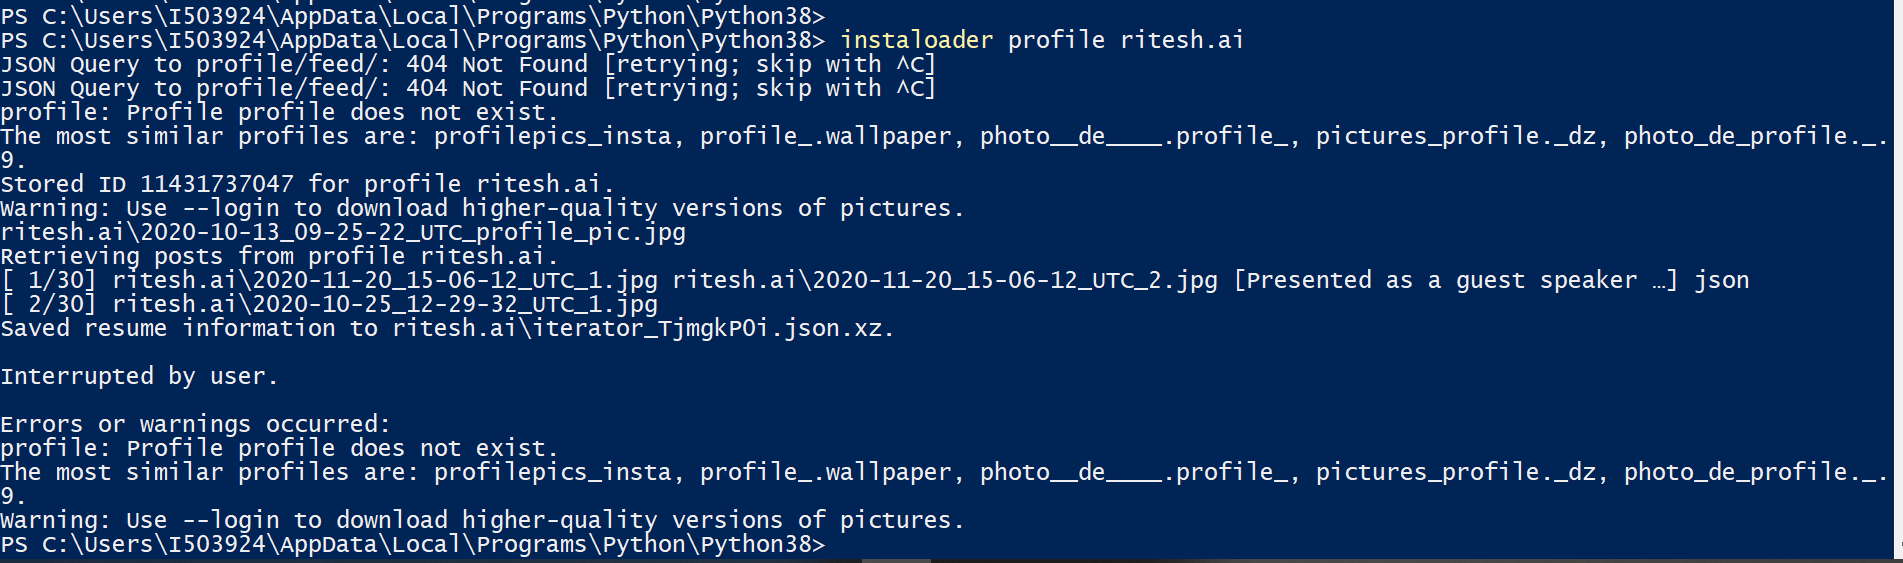 PS C:\Users\I503924\AppData\Local\Programs\Python\Python38>
PS C:\Users\I503924\AppData\Local\Programs\Python\Python38> instaloader profile ritesh.ai
JSON Query to profile/feed/: 404 Not Found [retrying; skip with ^C]
JSON Query to profile/feed/: 404 Not Found [retrying; skip with ^C]
profile: Profile profile does not exist.
The most similar profiles are: profilepics_insta, profile_.wallpaper, photo__de____.profile_, pictures_profile._dz, photo_de_profile._.
9.
Stored ID 11431737047 for profile ritesh.ai.
Warning: Use --login to download higher-quality versions of pictures.
ritesh.ai\2020-10-13_09-25-22_UTC_profile_pic.jpg
Retrieving posts from profile ritesh.ai.
[ 1/30] ritesh.ai\2020-11-20_15-06-12_UTC_1.jpg ritesh.ai\2020-11-20_15-06-12_UTC_2.jpg [Presented as a guest speaker …] json
[ 2/30] ritesh.ai\2020-10-25_12-29-32_UTC_1.jpg
Saved resume information to ritesh.ai\iterator_TjmgkP0i.json.xz.
Interrupted by user.
Errors or warnings occurred:
profile: Profile profile does not exist.
The most similar profiles are: profilepics_insta, profile_.wallpaper, photo__de____.profile_, pictures_profile._dz, photo_de_profile._.
9.
Warning: Use --login to download higher-quality versions of pictures.
PS C:\Users\I503924\AppData\Local\Programs\Python\Python38>